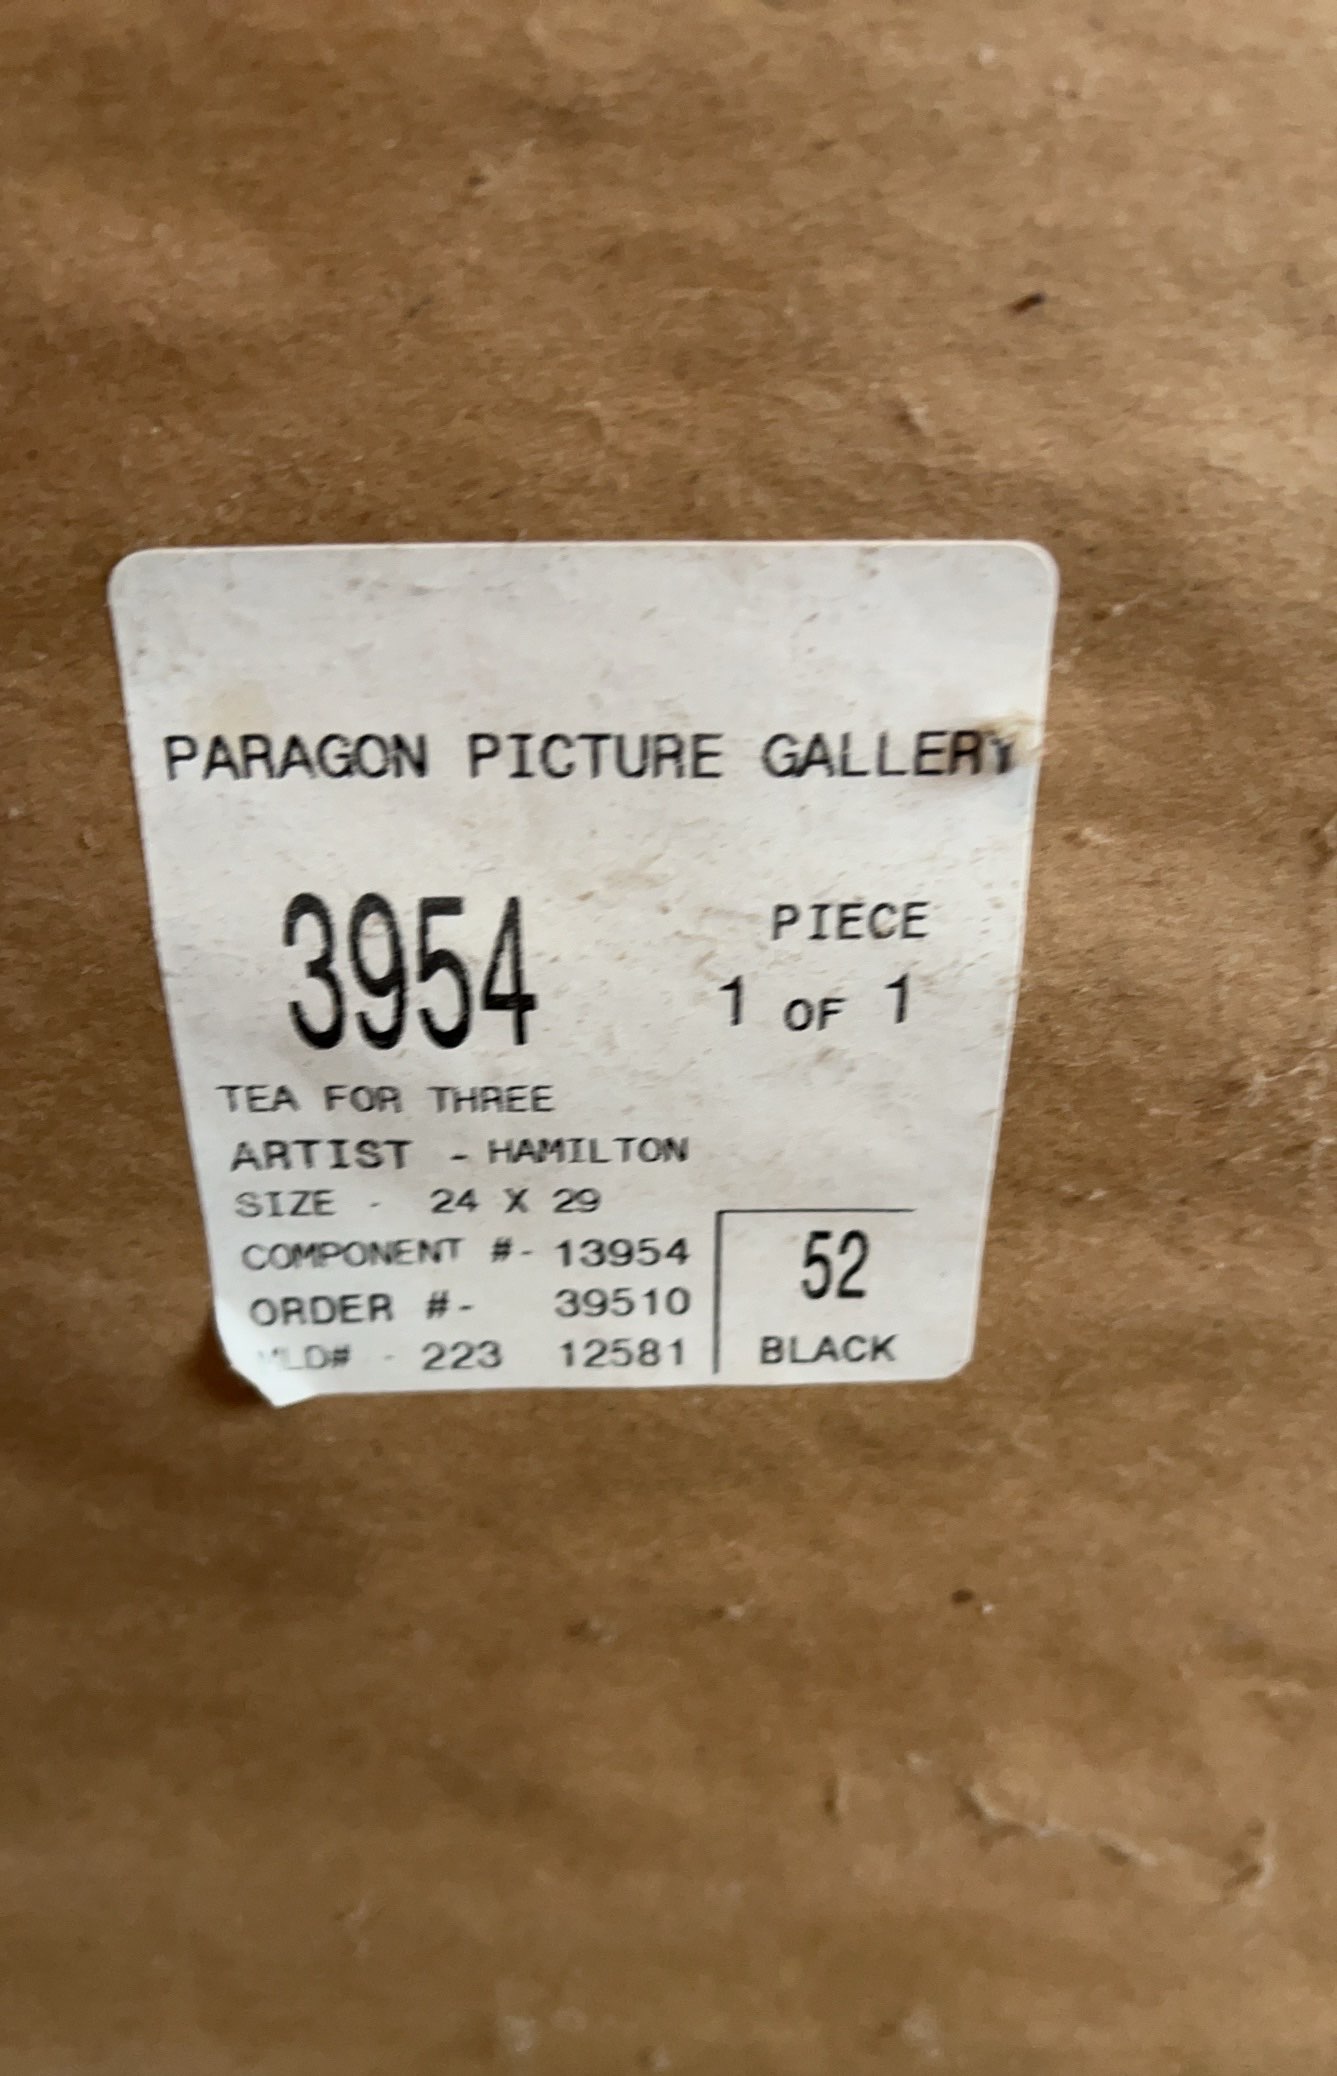 PARAGON PICTURE GALLERY
3954
PIECE
1 OF 1
TEA FOR THREE
ARTIST - HAMILTON
SIZE - 24 X 29
COMPONENT #- 13954
ORDER #- 39510
MLD# - 223 12581
52
BLACK